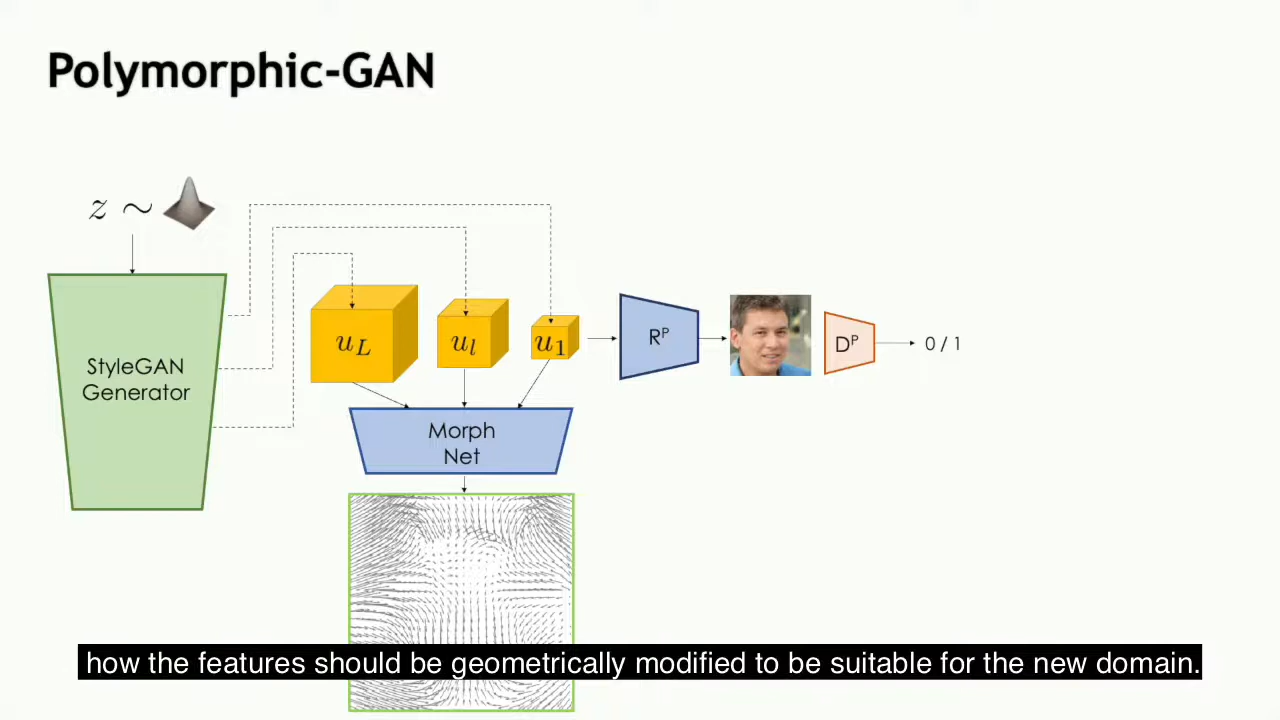 Polymorphic-GAN
z ∼
StyleGAN
Generator
u_L
u_l
u_1
R^P
D^P
0 / 1
Morph
Net
how the features should be geometrically modified to be suitable for the new domain.